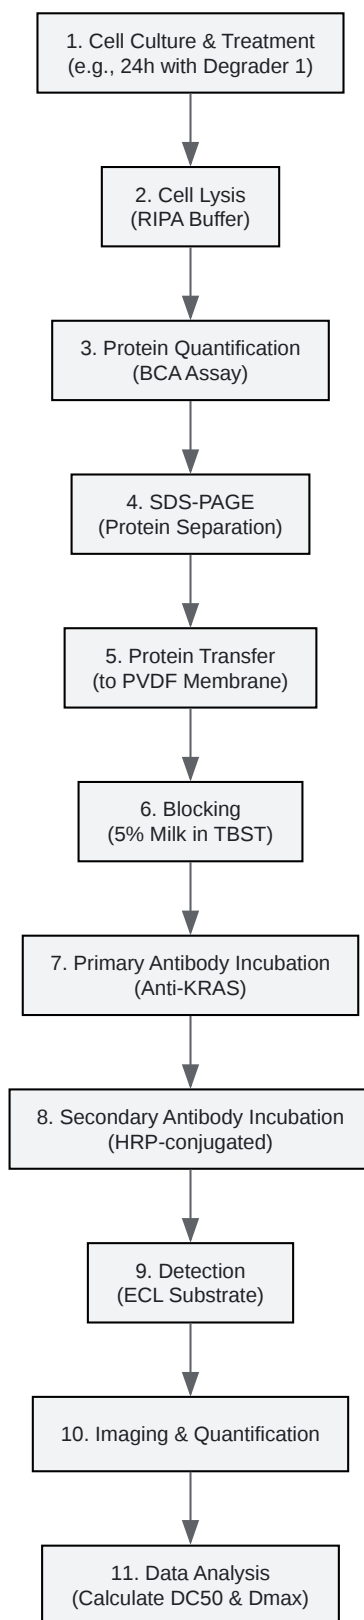 1. Cell Culture & Treatment
(e.g., 24h with Degrader 1)
2. Cell Lysis
(RIPA Buffer)
3. Protein Quantification
(BCA Assay)
4. SDS-PAGE
(Protein Separation)
5. Protein Transfer
(to PVDF Membrane)
6. Blocking
(5% Milk in TBST)
7. Primary Antibody Incubation
(Anti-KRAS)
8. Secondary Antibody Incubation
(HRP-conjugated)
9. Detection
(ECL Substrate)
10. Imaging & Quantification
11. Data Analysis
(Calculate DC50 & Dmax)